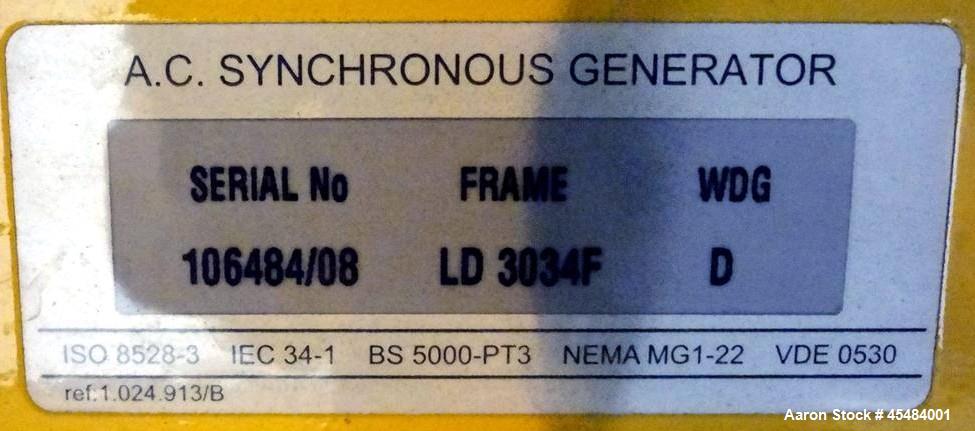 A.C. SYNCHRONOUS GENERATOR
SERIAL No FRAME WDG
106484/08 LD 3034F D
ISO 8528-3 IEC 34-1 BS 5000-PT3 NEMA MG1-22 VDE 0530
ref:1.024.913/B
Aaron Stock # 45484001